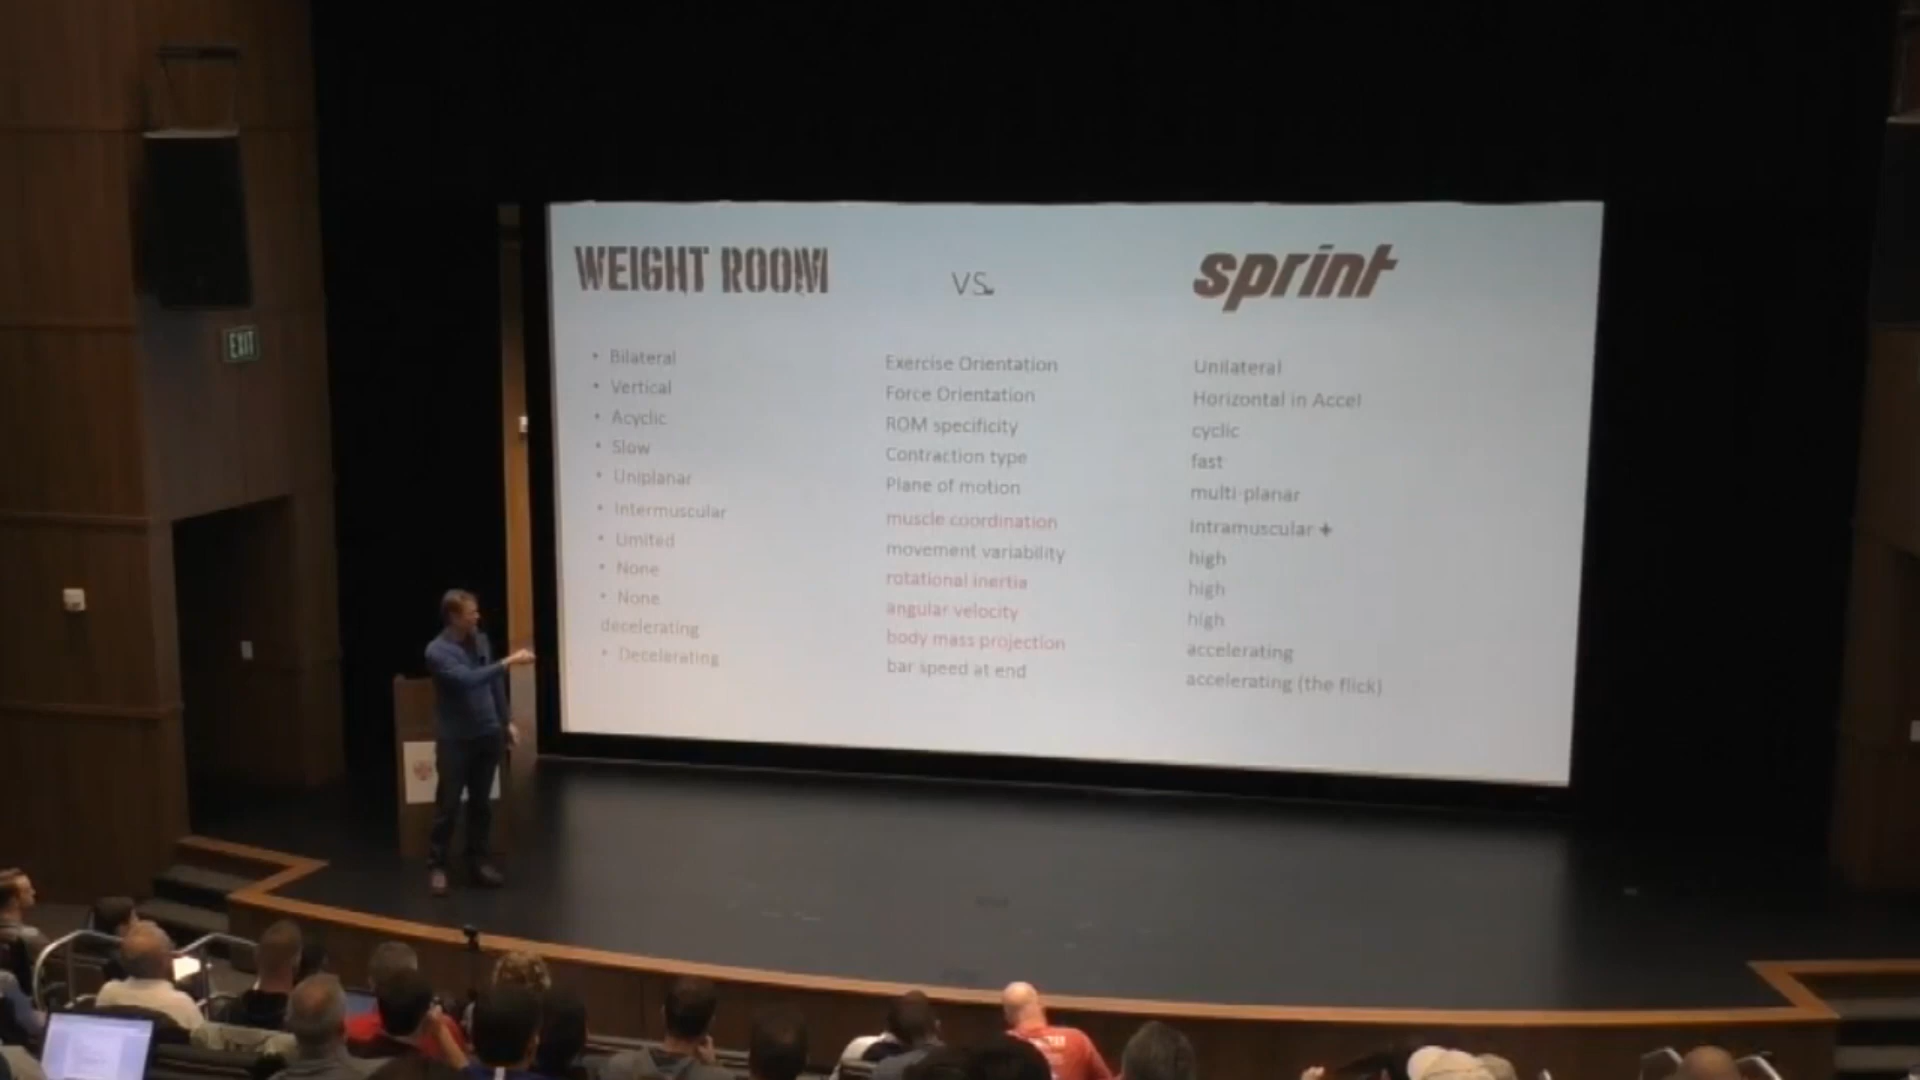 WEIGHT ROOM vs. sprint
• Bilateral Exercise Orientation Unilateral
• Vertical Force Orientation Horizontal in Accel
• Acyclic ROM specificity cyclic
• Slow Contraction type fast
• Uniplanar Plane of motion multi-planar
• Intermuscular muscle coordination Intramuscular +
• Limited movement variability high
• None rotational inertia high
• None angular velocity high
decelerating body mass projection accelerating
• Decelerating bar speed at end accelerating (the flick)
EXIT